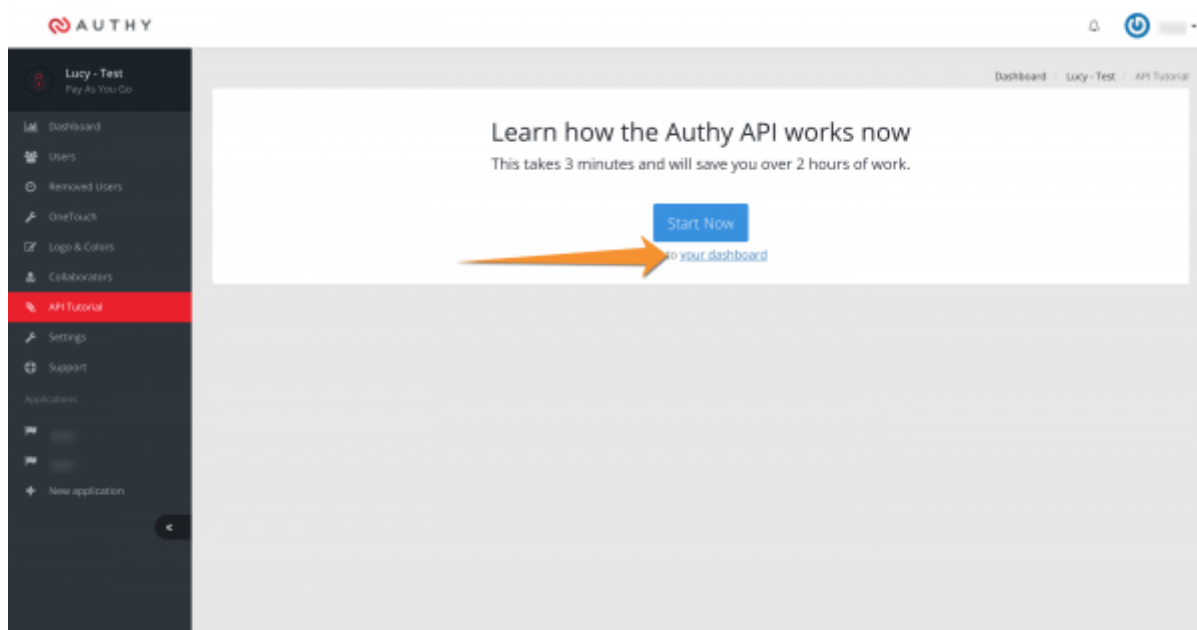 AUTHY
Lucy - Test
Pay As You Go
Dashboard / Lucy - Test / API Tutorial
Dashboard
Users
Removed Users
OneTouch
Logo & Colors
Collaborators
API Tutorial
Settings
Support
Applications
New application
Learn how the Authy API works now
This takes 3 minutes and will save you over 2 hours of work.
Start Now
to your dashboard